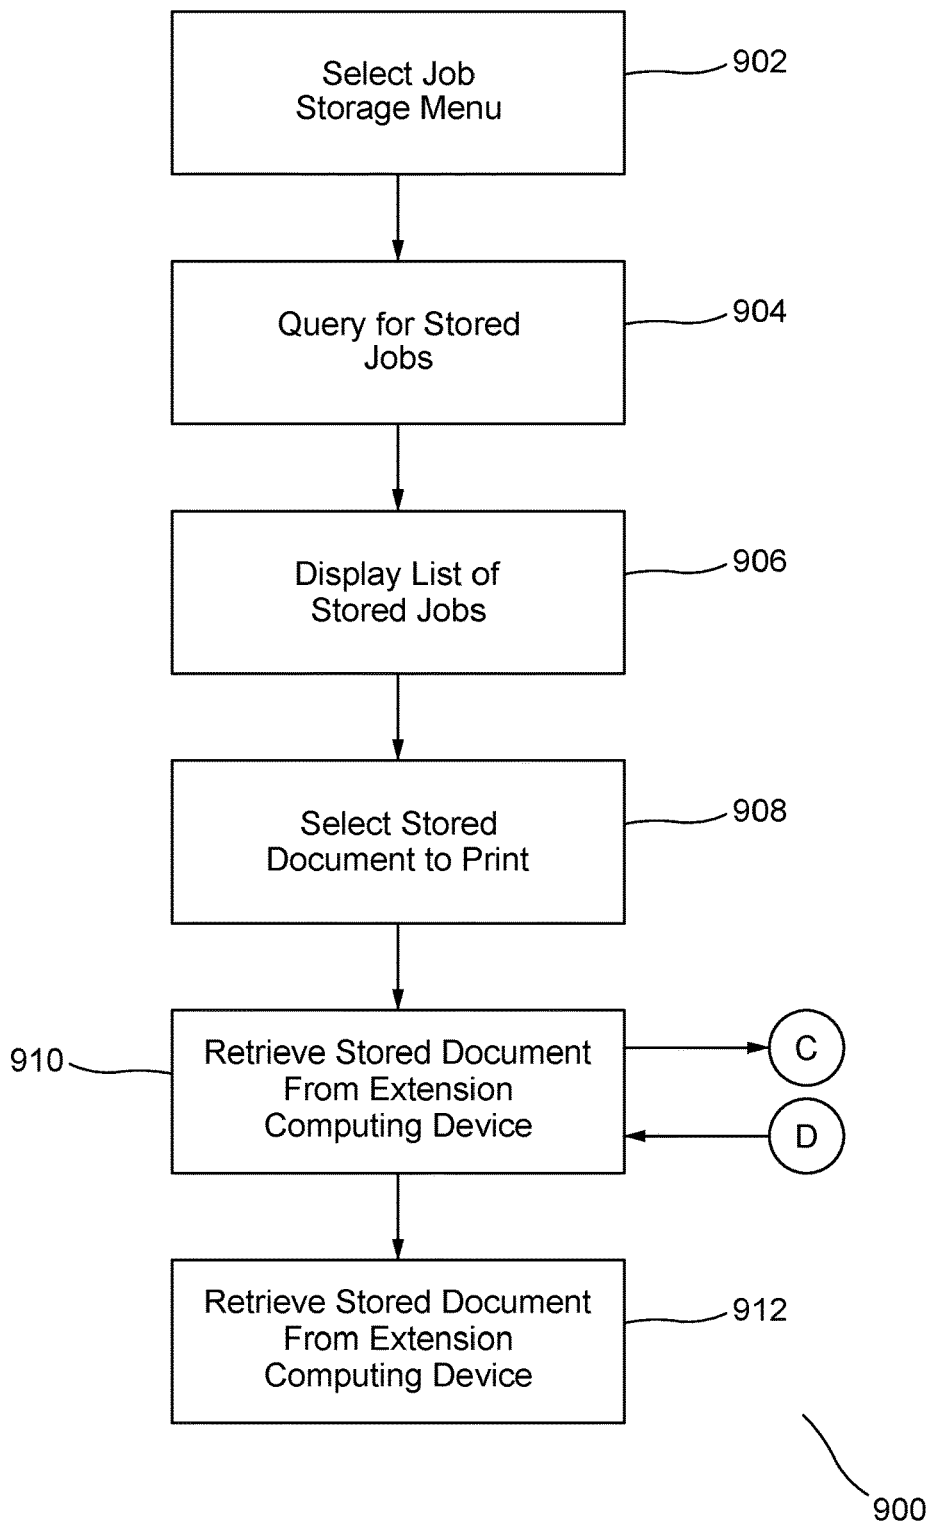 Select Job
Storage Menu
902
Query for Stored
Jobs
904
Display List of
Stored Jobs
906
Select Stored
Document to Print
908
910
Retrieve Stored Document
From Extension
Computing Device
C
D
Retrieve Stored Document
From Extension
Computing Device
912
900